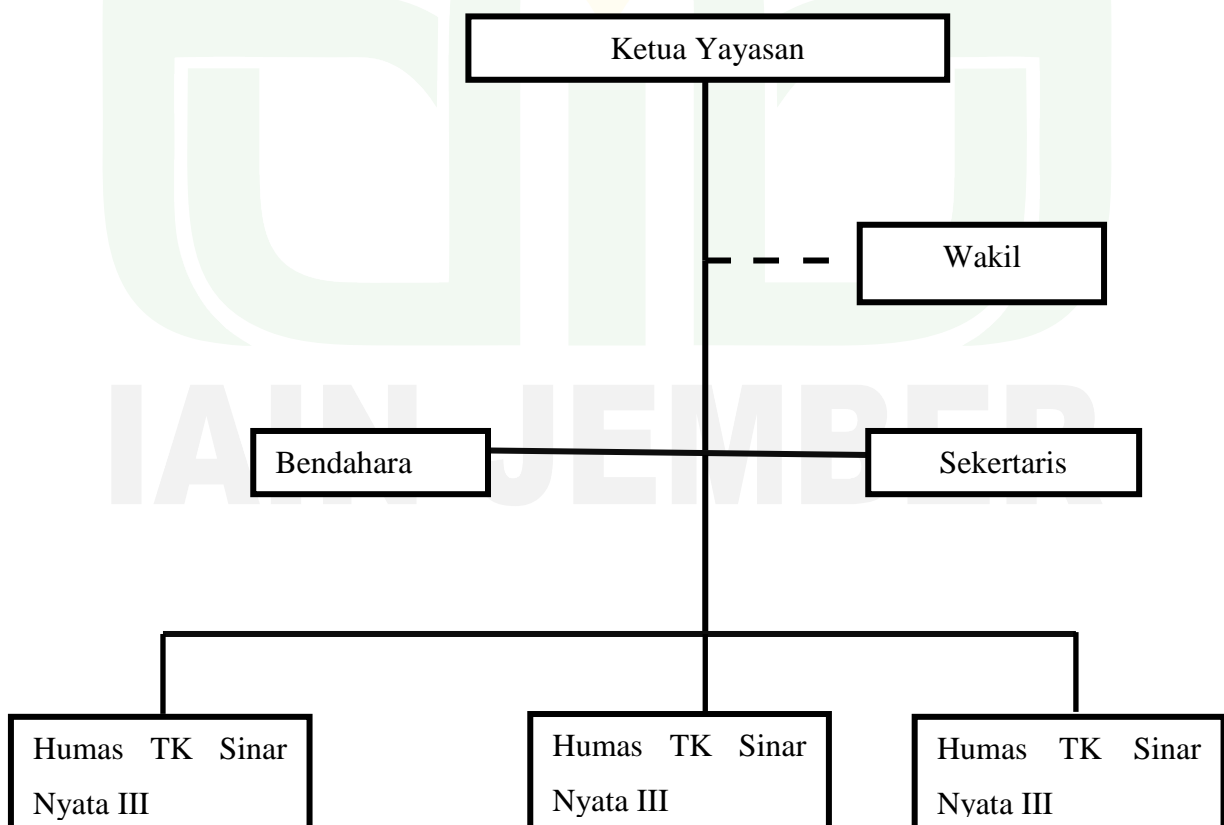 Ketua Yayasan
Wakil
IAIN JEMBER
Bendahara
Sekertaris
Humas TK Sinar
Nyata III
Humas TK Sinar
Nyata III
Humas TK Sinar
Nyata III